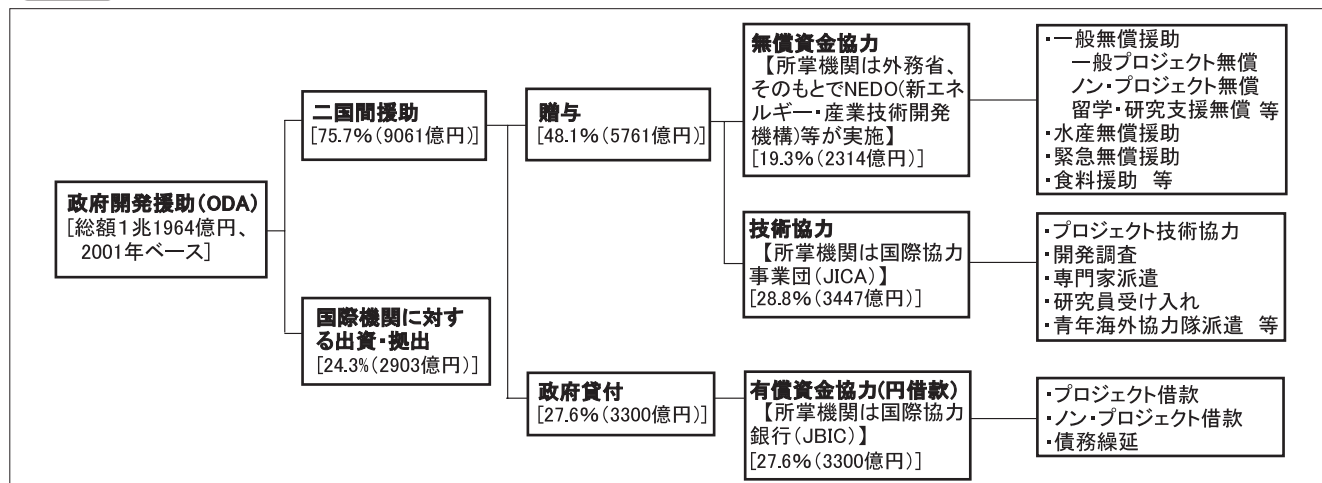 政府開発援助(ODA)
[総額1兆1964億円、
2001年ベース]
二国間援助
[75.7%(9061億円)]
国際機関に対す
る出資・拠出
[24.3%(2903億円)]
贈与
[48.1%(5761億円)]
政府貸付
[27.6%(3300億円)]
無償資金協力
【所掌機関は外務省、
そのもとでNEDO(新エネ
ルギー・産業技術開発
機構)等が実施】
[19.3%(2314億円)]
技術協力
【所掌機関は国際協力
事業団(JICA)】
[28.8%(3447億円)]
有償資金協力(円借款)
【所掌機関は国際協力
銀行(JBIC)】
[27.6%(3300億円)]
・一般無償援助
一般プロジェクト無償
ノン・プロジェクト無償
留学・研究支援無償 等
・水産無償援助
・緊急無償援助
・食料援助 等
・プロジェクト技術協力
・開発調査
・専門家派遣
・研究員受け入れ
・青年海外協力隊派遣 等
・プロジェクト借款
・ノン・プロジェクト借款
・債務繰延